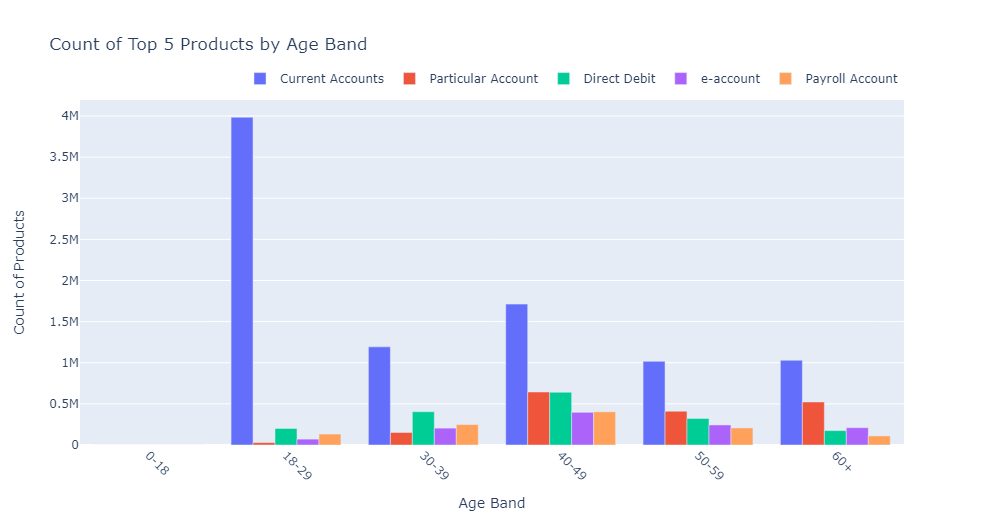 Count of Top 5 Products by Age Band
Current Accounts Particular Account Direct Debit e-account Payroll Account
4M
3.5M
3M
2.5M
2M
1.5M
1M
0.5M
0
Count of Products
0-18 18-29 30-39 40-49 50-59 60+
Age Band